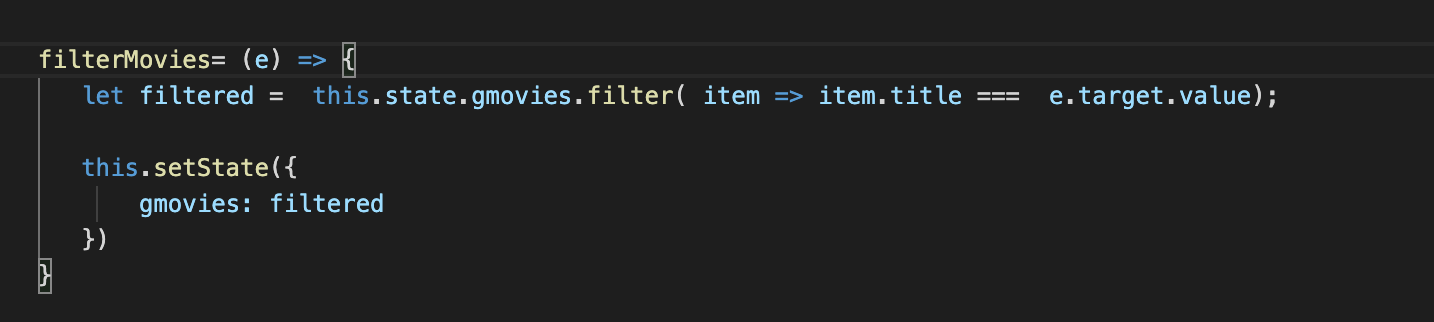 filterMovies= (e) => {
let filtered =  this.state.gmovies.filter( item => item.title ===  e.target.value);
this.setState({
gmovies: filtered
})
}